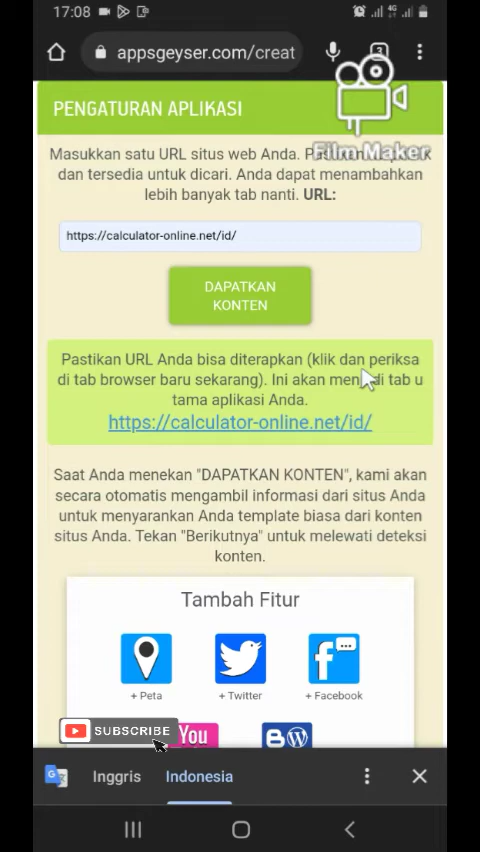 17:08
appsgeyser.com/creat
3
PENGATURAN APLIKASI
Film Maker
Masukkan satu URL situs web Anda.
dan tersedia untuk dicari. Anda dapat menambahkan
lebih banyak tab nanti. URL:
https://calculator-online.net/id/
DAPATKAN
KONTEN
Pastikan URL Anda bisa diterapkan (klik dan periksa
di tab browser baru sekarang). Ini akan tab u
tama aplikasi Anda.
https://calculator-online.net/id/
Saat Anda menekan "DAPATKAN KONTEN", kami akan
secara otomatis mengambil informasi dari situs Anda
untuk menyarankan Anda template biasa dari konten
situs Anda. Tekan "Berikutnya" untuk melewati deteksi
konten.
Tambah Fitur
+ Peta
+ Twitter
+ Facebook
SUBSCRIBE
You
B
Inggris
Indonesia